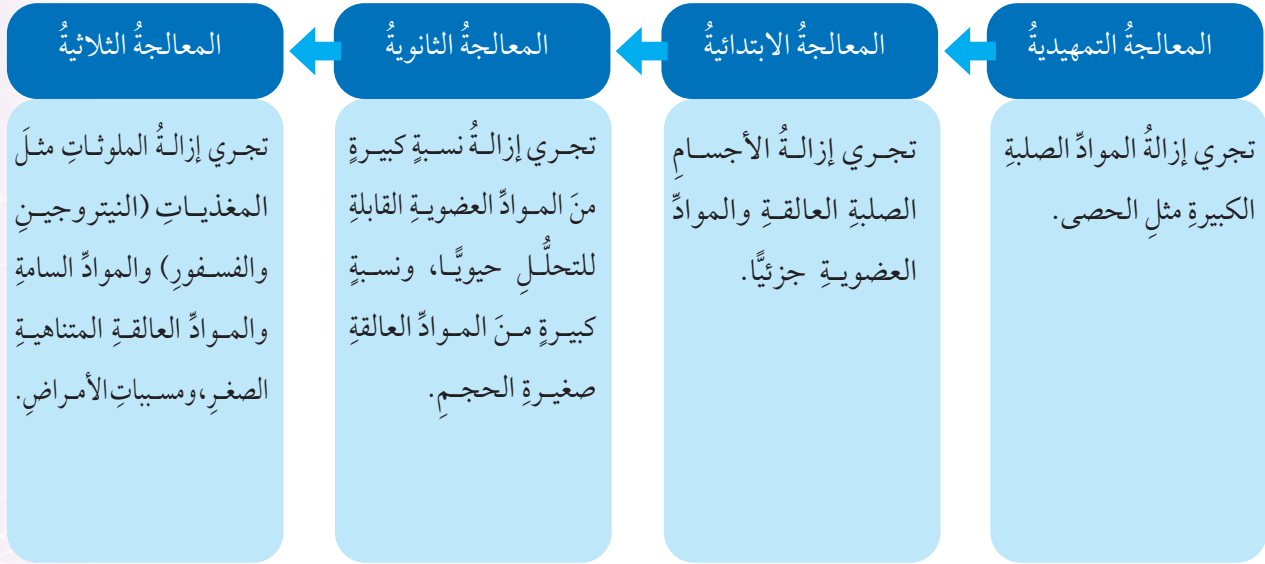 المعالجةُ التمهيديةُ
تجري إزالةُ الموادِّ الصلبةِ
الكبيرةِ مثلِ الحصى.
المعالجةُ الابتدائيةُ
تجري إزالةُ الأجسامِ
الصلبةِ العالقةِ والموادِّ
العضويةِ جزئيًّا.
المعالجةُ الثانويةُ
تجري إزالةُ نسبةٍ كبيرةٍ
منَ الموادِّ العضويةِ القابلةِ
للتحلُّلِ حيويًّا، ونسبةٍ
كبيرةٍ منَ الموادِّ العالقةِ
صغيرةِ الحجمِ.
المعالجةُ الثلاثيةُ
تجري إزالةُ الملوثاتِ مثلَ
المغذياتِ (النيتروجينِ
والفسفورِ) والموادِّ السامةِ
والموادِّ العالقةِ المتناهيةِ
الصغرِ، ومسبباتِ الأمراضِ.